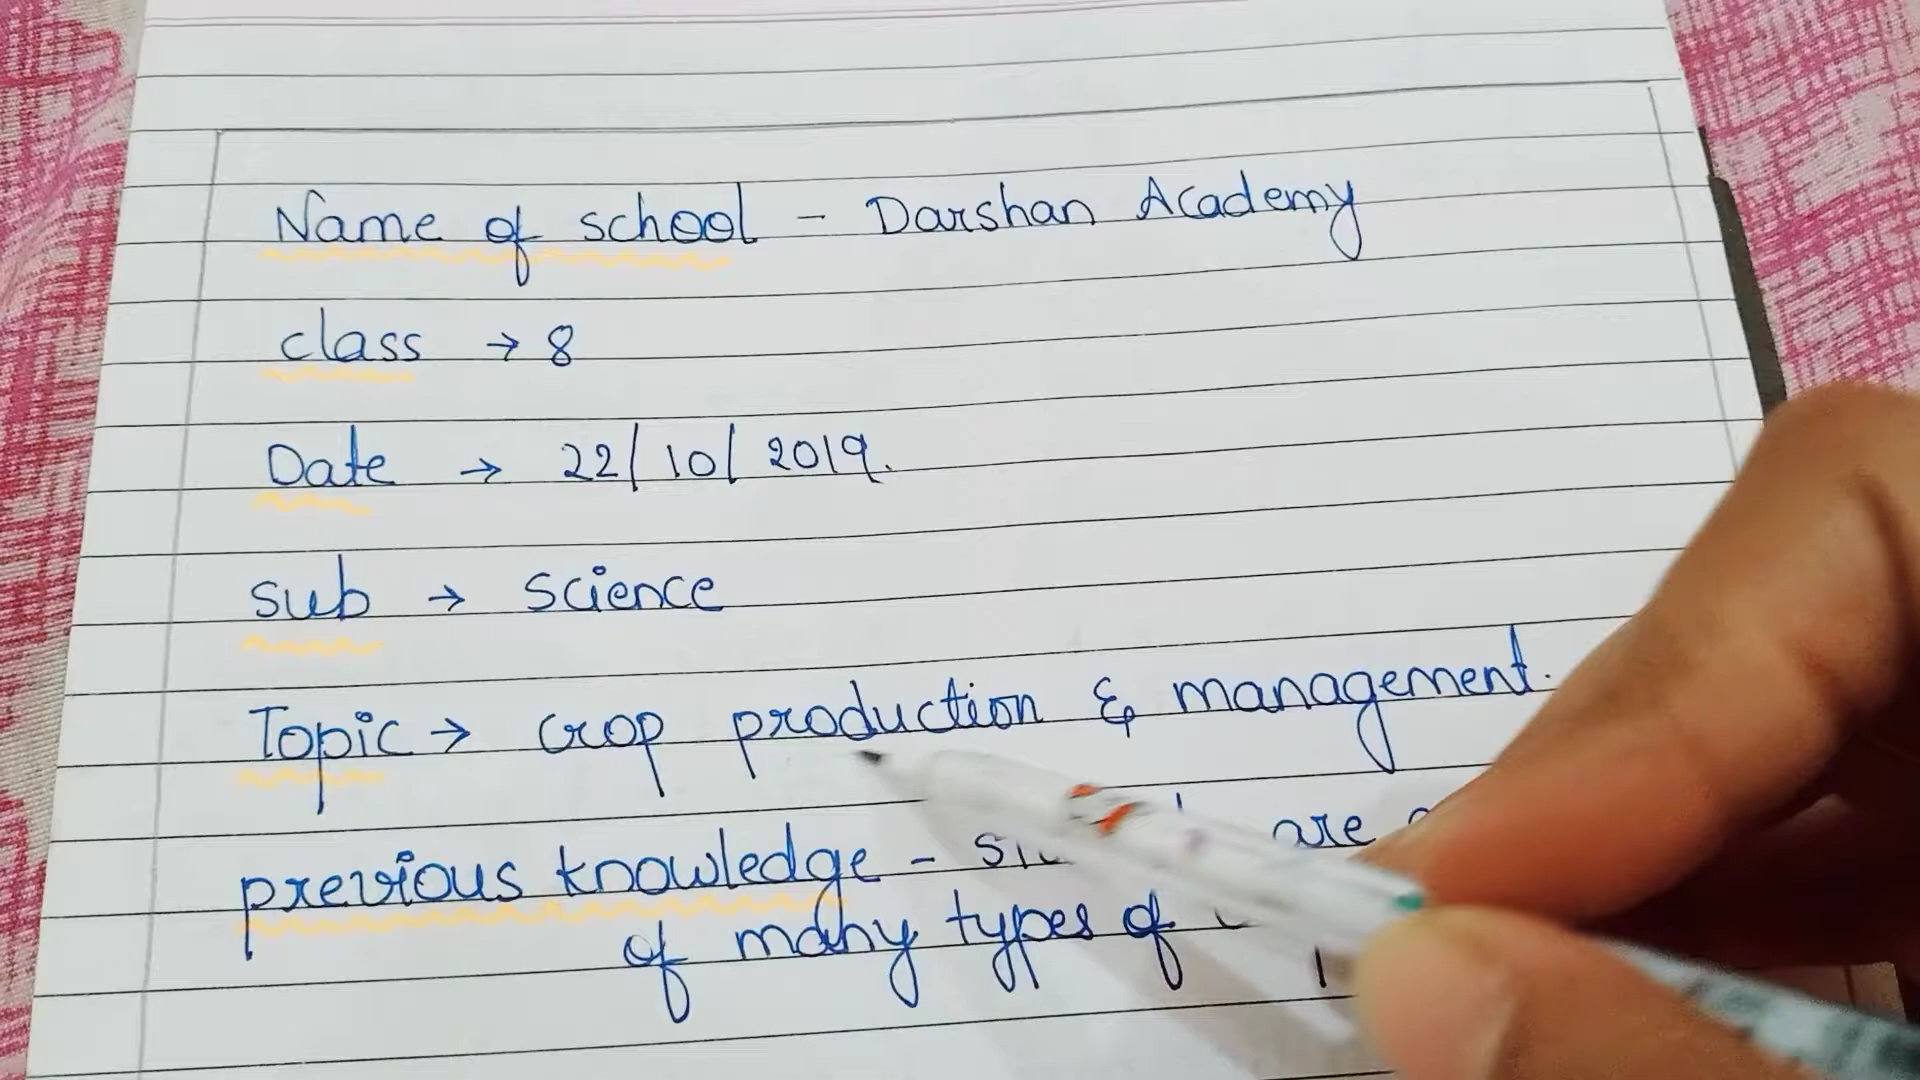 Name of school - Darshan Academy
class → 8
Date → 22/10/2019.
sub → science
Topic → crop production & management.
previous knowledge - are
of many types of